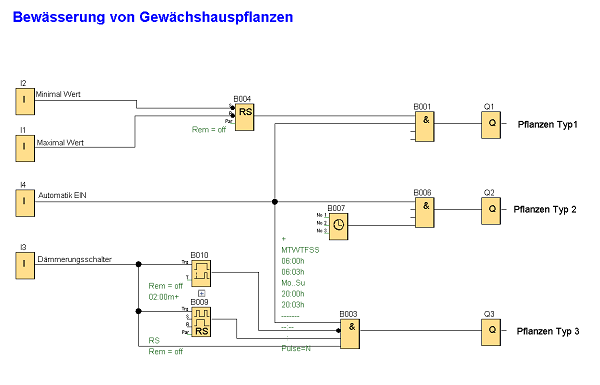 Bewässerung von Gewächshauspflanzen
I2
I
Minimal Wert
B004
S
R
Par
RS
Rem = off
B001
&
Q1
Q
Pflanzen Typ1
I1
I
Maximal Wert
I4
I
Automatik EIN
B006
&
Q2
Q
Pflanzen Typ 2
B007
No 1
No 2
No 3
+
MTWTFSS
06:00h
06:03h
Mo..Su
20:00h
20:03h
-------
--:--
Pulse=N
I3
I
Dämmerungsschalter
B010
Trg
T
Rem = off
02:00m+
+
B009
Trg
S
R
Par
RS
RS
Rem = off
B003
&
Q3
Q
Pflanzen Typ 3